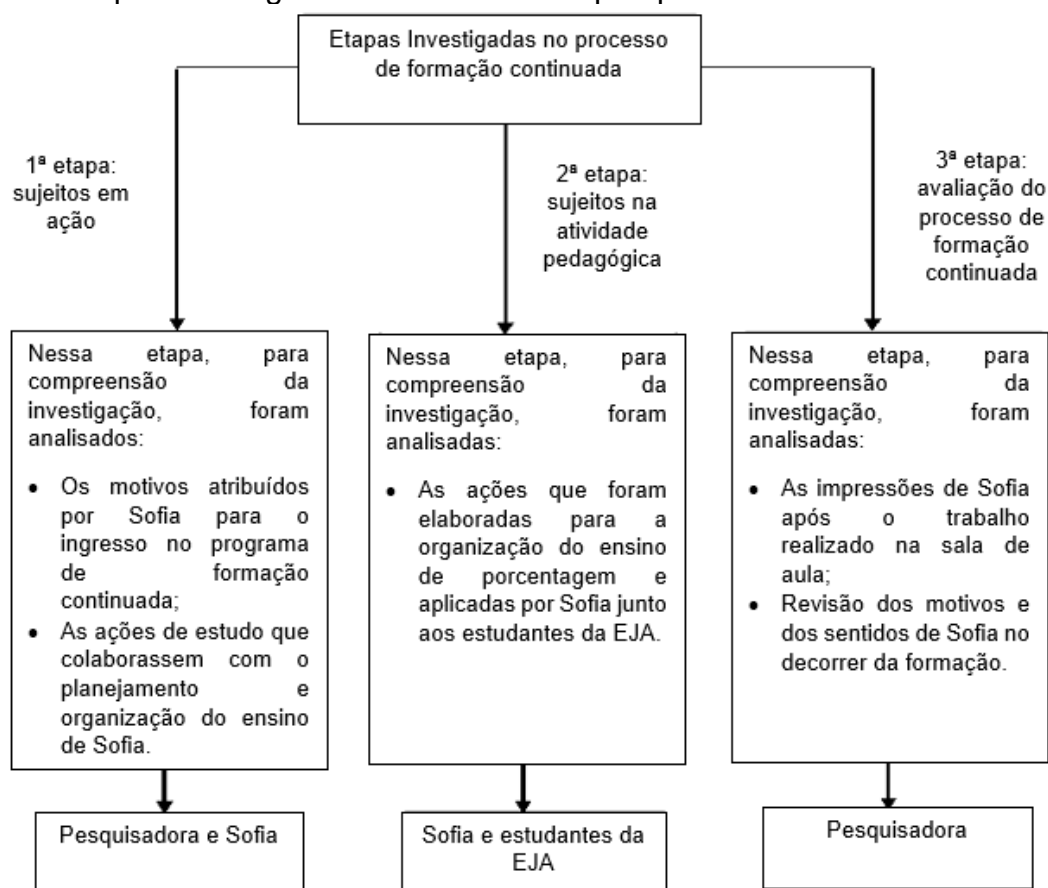 Etapas Investigadas no processo
de formação continuada
1ª etapa:
sujeitos em
ação
2ª etapa:
sujeitos na
atividade
pedagógica
3ª etapa:
avaliação do
processo de
formação
continuada
Nessa etapa, para
compreensão da
investigação, foram
analisados:
• Os motivos atribuídos
por Sofia para o
ingresso no programa
de formação
continuada;
• As ações de estudo que
colaborassem com o
planejamento e
organização do ensino
de Sofia.
Nessa etapa, para
compreensão da
investigação, foram
analisadas:
• As ações que foram
elaboradas para a
organização do ensino
de porcentagem e
aplicadas por Sofia junto
aos estudantes da EJA.
Nessa etapa, para
compreensão da
investigação, foram
analisadas:
• As impressões de Sofia
após o trabalho
realizado na sala de
aula;
• Revisão dos motivos e
dos sentidos de Sofia no
decorrer da formação.
Pesquisadora e Sofia
Sofia e estudantes da
EJA
Pesquisadora